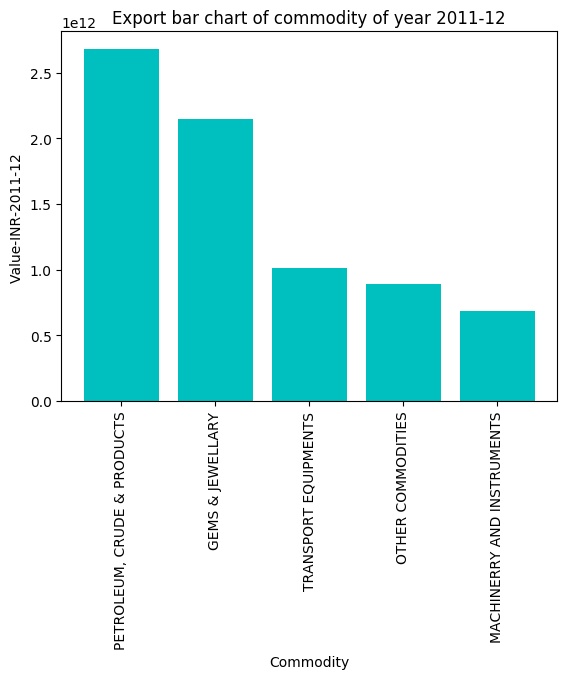 Export bar chart of commodity of year 2011-12
1e12
2.5
2.0
1.5
1.0
0.5
0.0
Value-INR-2011-12
PETROLEUM, CRUDE & PRODUCTS
GEMS & JEWELLARY
TRANSPORT EQUIPMENTS
OTHER COMMODITIES
MACHINERRY AND INSTRUMENTS
Commodity